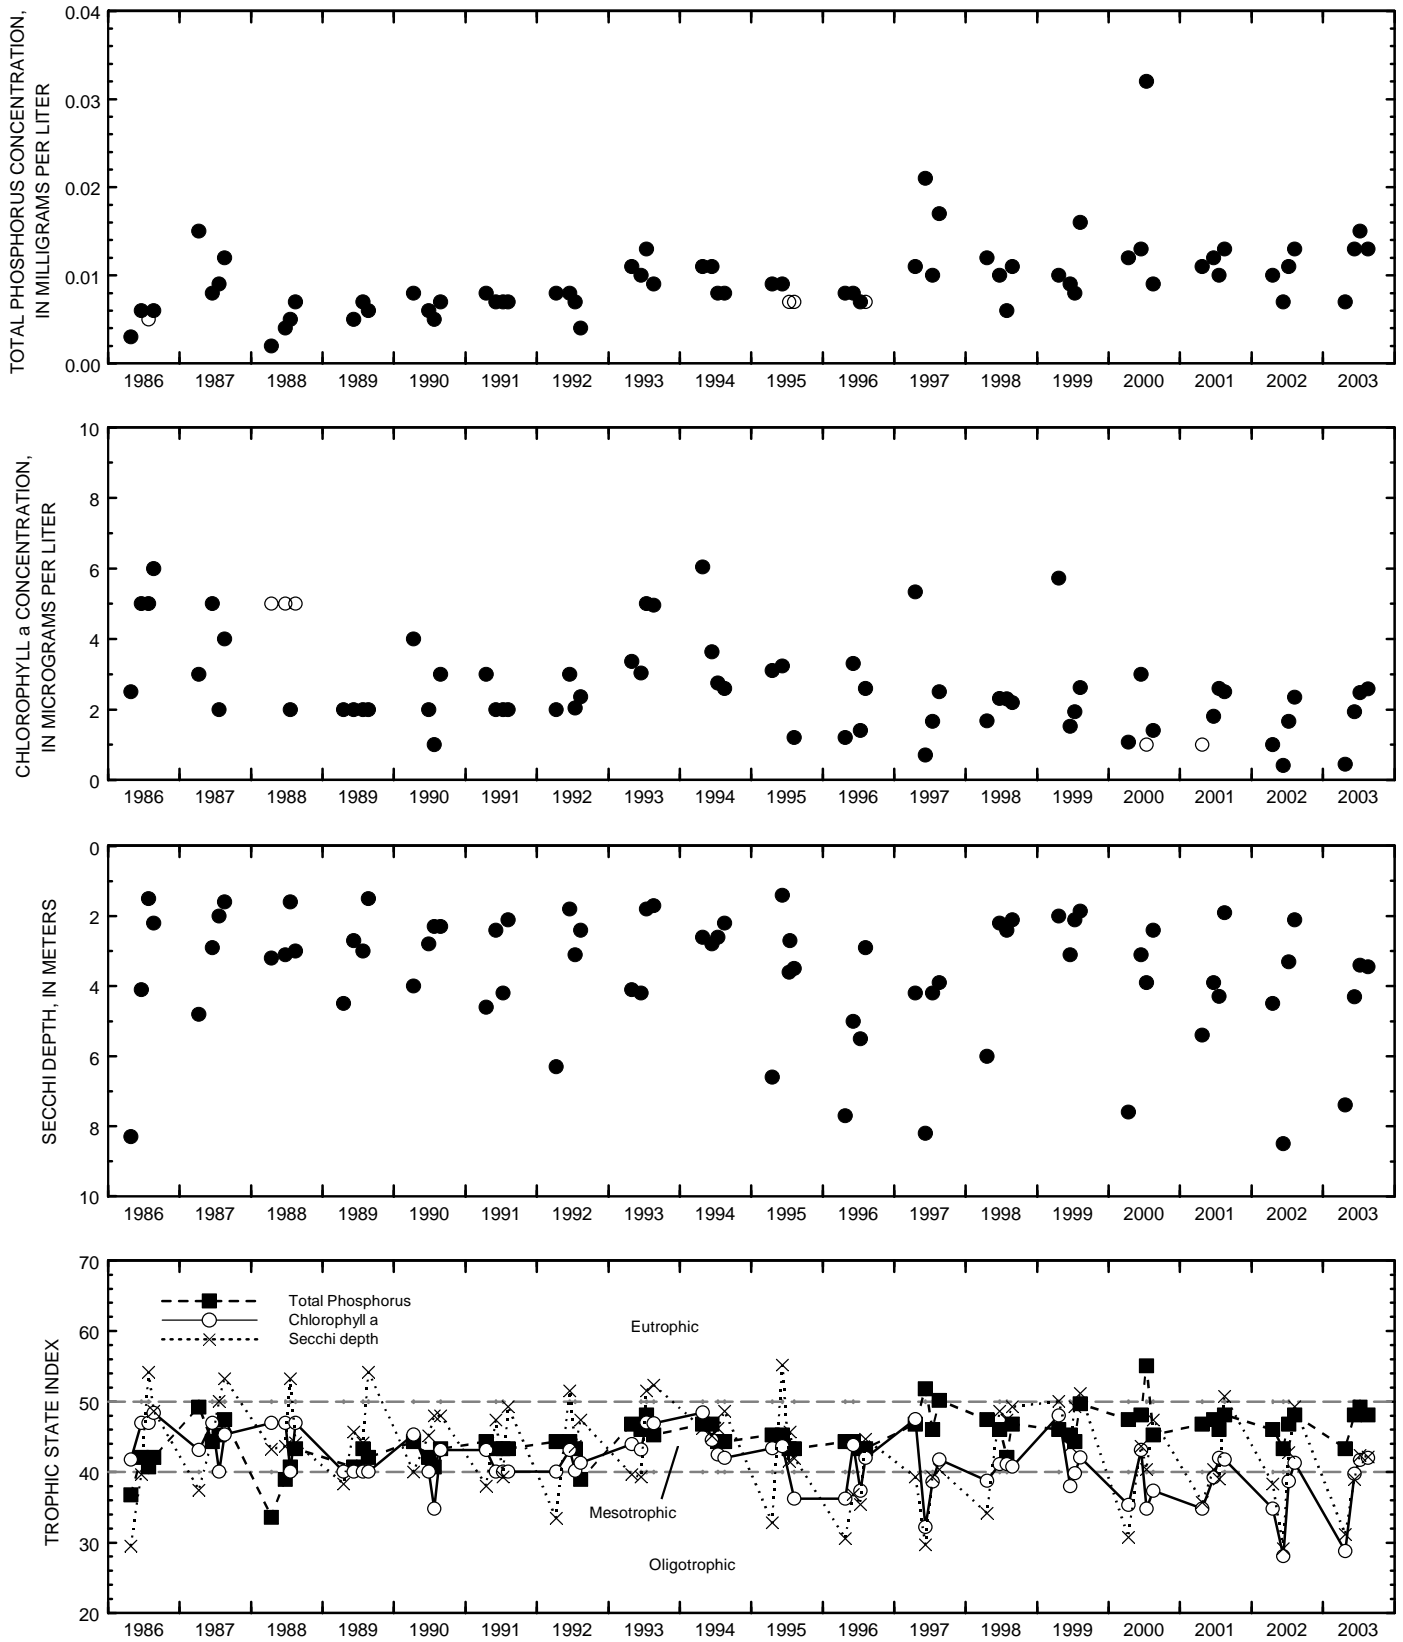 TOTAL PHOSPHORUS CONCENTRATION,
IN MILLIGRAMS PER LITER
0.04
0.03
0.02
0.01
0.00
1986 1987 1988 1989 1990 1991 1992 1993 1994 1995 1996 1997 1998 1999 2000 2001 2002 2003
CHLOROPHYLL a CONCENTRATION,
IN MICROGRAMS PER LITER
10
8
6
4
2
0
1986 1987 1988 1989 1990 1991 1992 1993 1994 1995 1996 1997 1998 1999 2000 2001 2002 2003
SECCHI DEPTH, IN METERS
0
2
4
6
8
10
1986 1987 1988 1989 1990 1991 1992 1993 1994 1995 1996 1997 1998 1999 2000 2001 2002 2003
TROPHIC STATE INDEX
70
60
50
40
30
20
Total Phosphorus
Chlorophyll a
Secchi depth
Eutrophic
Mesotrophic
Oligotrophic
1986 1987 1988 1989 1990 1991 1992 1993 1994 1995 1996 1997 1998 1999 2000 2001 2002 2003